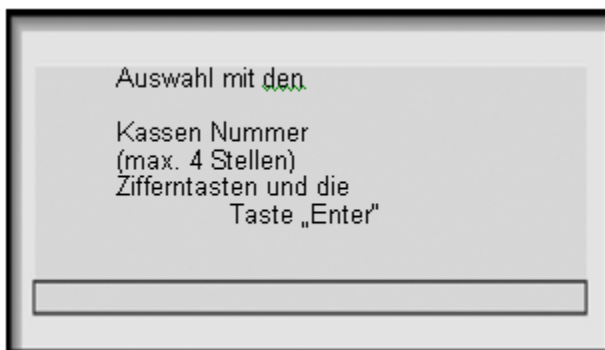 Auswahl mit den
Kassen Nummer
(max. 4 Stellen)
Zifferntasten und die
Taste „Enter"